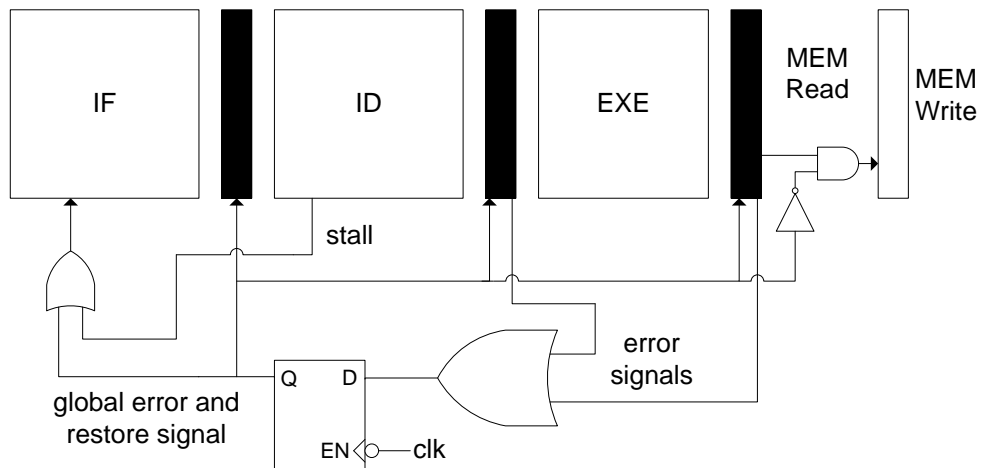 IF
ID
EXE
MEM
Read
MEM
Write
stall
error
signals
Q
D
EN
clk
global error and
restore signal